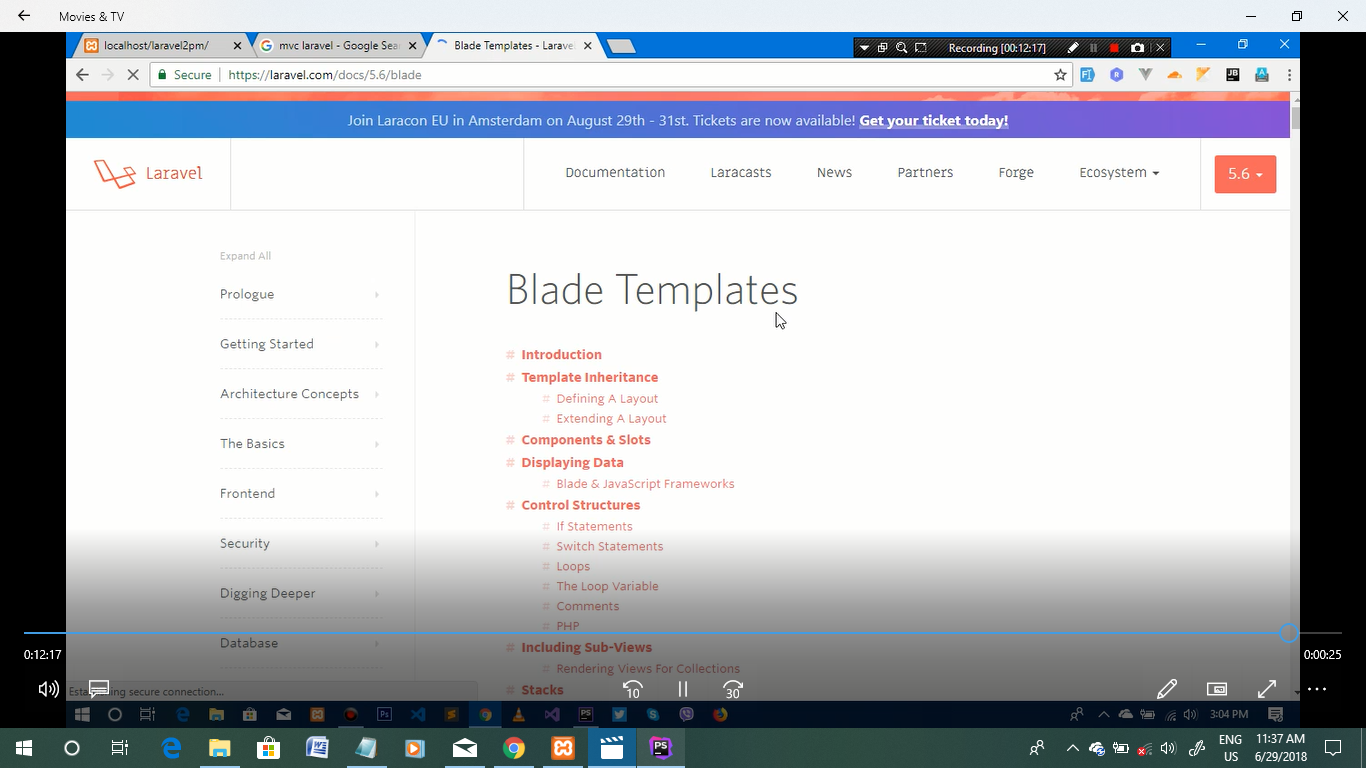 Movies & TV
localhost/laravel2pm/
mvc laravel - Google Sear
Blade Templates - Larave
Recording [00:12:17]
Secure
https://laravel.com/docs/5.6/blade
Join Laracon EU in Amsterdam on August 29th - 31st. Tickets are now available! Get your ticket today!
Laravel
Documentation
Laracasts
News
Partners
Forge
Ecosystem
5.6
Expand All
Prologue
Getting Started
Architecture Concepts
The Basics
Frontend
Security
Digging Deeper
Database
Blade Templates
# Introduction
# Template Inheritance
# Defining A Layout
# Extending A Layout
# Components & Slots
# Displaying Data
# Blade & JavaScript Frameworks
# Control Structures
# If Statements
# Switch Statements
# Loops
# The Loop Variable
# Comments
# PHP
# Including Sub-Views
# Rendering Views For Collections
# Stacks
0:12:17
0:00:25
secure connection...
10
30
3:04 PM
ENG
US
11:37 AM
6/29/2018